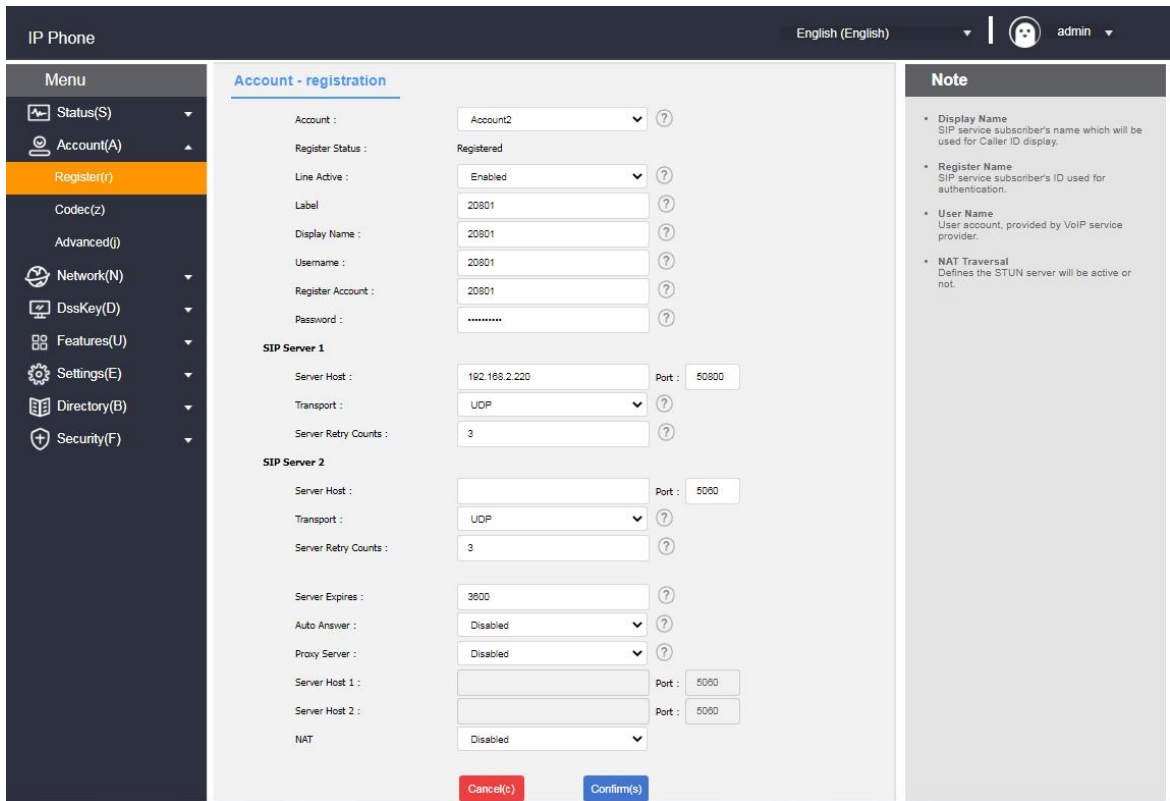 IP Phone
English (English)
admin
Menu
Status(S)
Account(A)
Register(r)
Codec(z)
Advanced(j)
Network(N)
DssKey(D)
Features(U)
Settings(E)
Directory(B)
Security(F)
Account - registration
Account : Account2 ?
Register Status : Registered
Line Active : Enabled ?
Label 20801 ?
Display Name : 20801 ?
Username : 20801 ?
Register Account : 20801 ?
Password : •••••••••• ?
SIP Server 1
Server Host : 192.168.2.220 Port : 50800
Transport : UDP ?
Server Retry Counts : 3 ?
SIP Server 2
Server Host : Port : 5060
Transport : UDP ?
Server Retry Counts : 3 ?
Server Expires : 3600 ?
Auto Answer : Disabled ?
Proxy Server : Disabled ?
Server Host 1 : Port : 5060
Server Host 2 : Port : 5060
NAT Disabled
Cancel(c) Confirm(s)
Note
• Display Name
SIP service subscriber's name which will be
used for Caller ID display.
• Register Name
SIP service subscriber's ID used for
authentication.
• User Name
User account, provided by VoIP service
provider.
• NAT Traversal
Defines the STUN server will be active or
not.